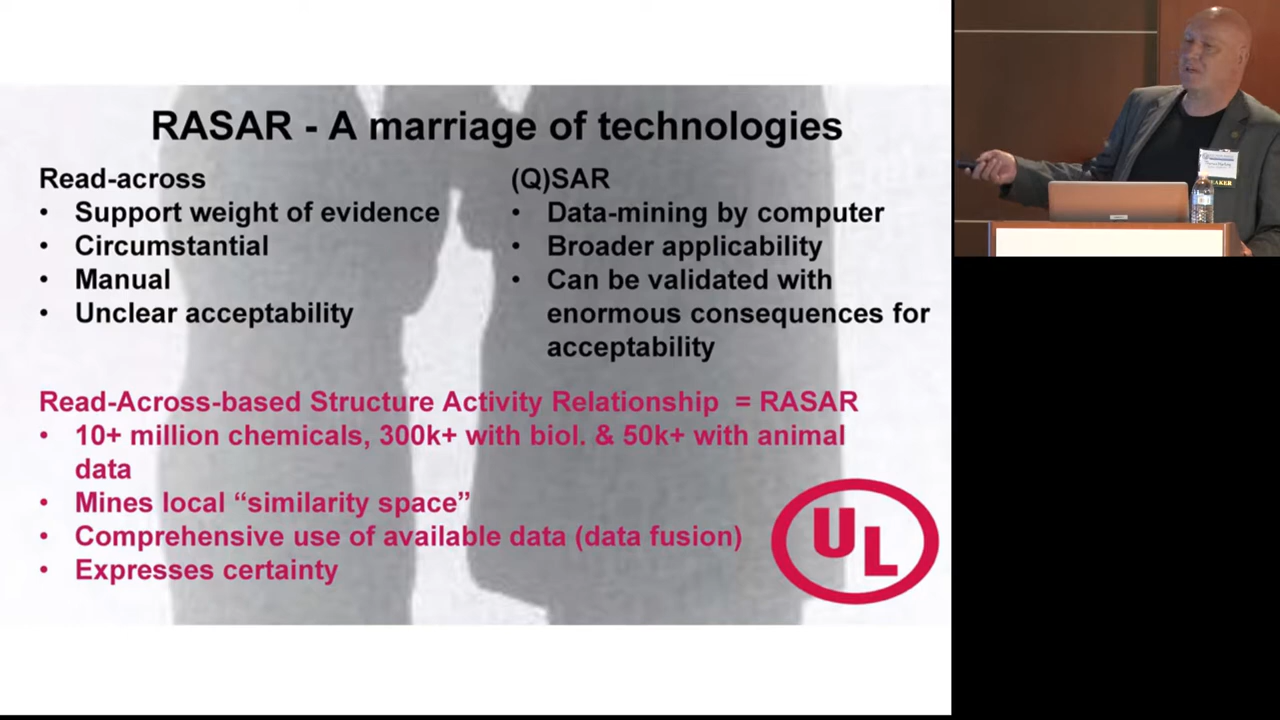 RASAR - A marriage of technologies
Read-across
• Support weight of evidence
• Circumstantial
• Manual
• Unclear acceptability
(Q)SAR
• Data-mining by computer
• Broader applicability
• Can be validated with
enormous consequences for
acceptability
Read-Across-based Structure Activity Relationship = RASAR
• 10+ million chemicals, 300k+ with biol. & 50k+ with animal
data
• Mines local “similarity space”
• Comprehensive use of available data (data fusion)
• Expresses certainty
UL